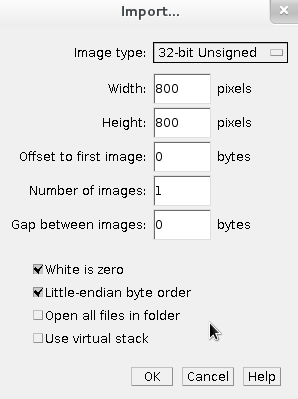 Import...
Image type: 32-bit Unsigned
Width: 800 pixels
Height: 800 pixels
Offset to first image: 0 bytes
Number of images: 1
Gap between images: 0 bytes
White is zero
Little-endian byte order
Open all files in folder
Use virtual stack
OK Cancel Help